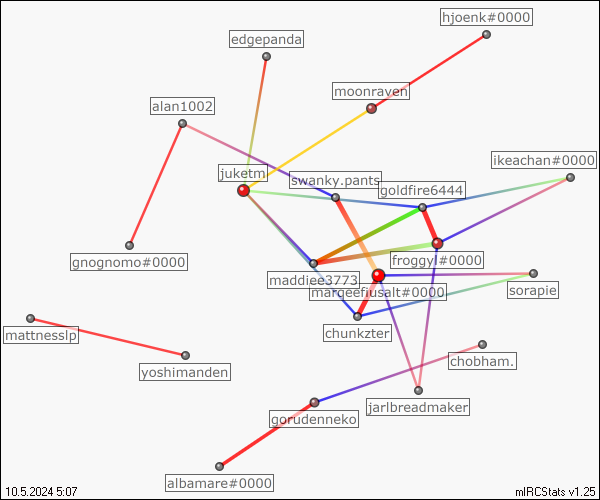 hjoenk#0000
edgepanda
moonraven
alan1002
ikeachan#0000
juketm
swanky.pants
goldfire6444
gnognomo#0000
froggyl#0000
maddiee3773
margeefjusalt#0000
sorapie
chunkzter
mattnesslp
yoshimanden
chobham.
jarlbreadmaker
gorudenneko
albamare#0000
10.5.2024 5:07
mIRCStats v1.25